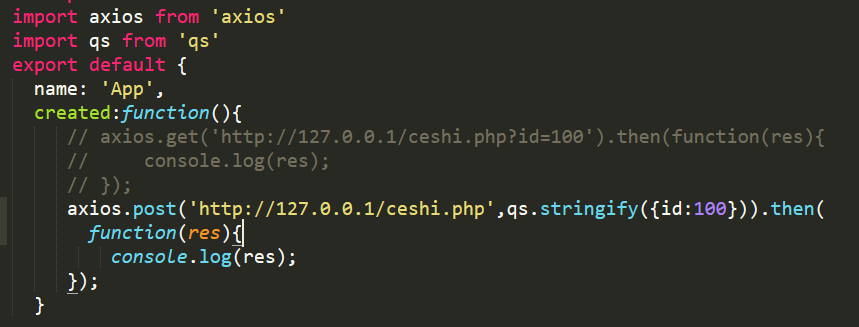 import axios from 'axios'
import qs from 'qs'
export default {
  name: 'App',
  created:function(){
    // axios.get('http://127.0.0.1/ceshi.php?id=100').then(function(res){
    //     console.log(res);
    // });
    axios.post('http://127.0.0.1/ceshi.php',qs.stringify({id:100})).then(
      function(res){
        console.log(res);
    });
  }